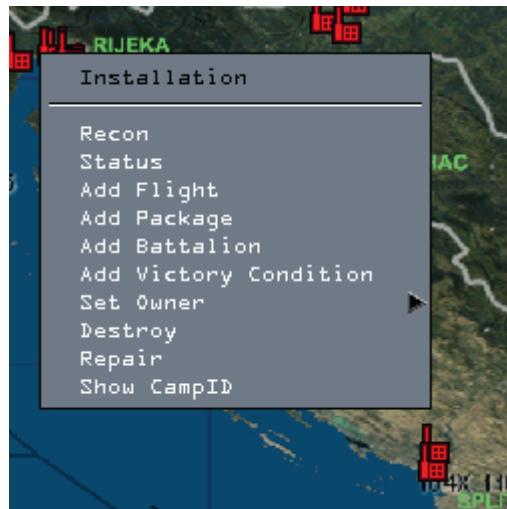 RIJEKA
Installation
Recon
Status
Add Flight
Add Package
Add Battalion
Add Victory Condition
Set Owner
Destroy
Repair
Show CampID